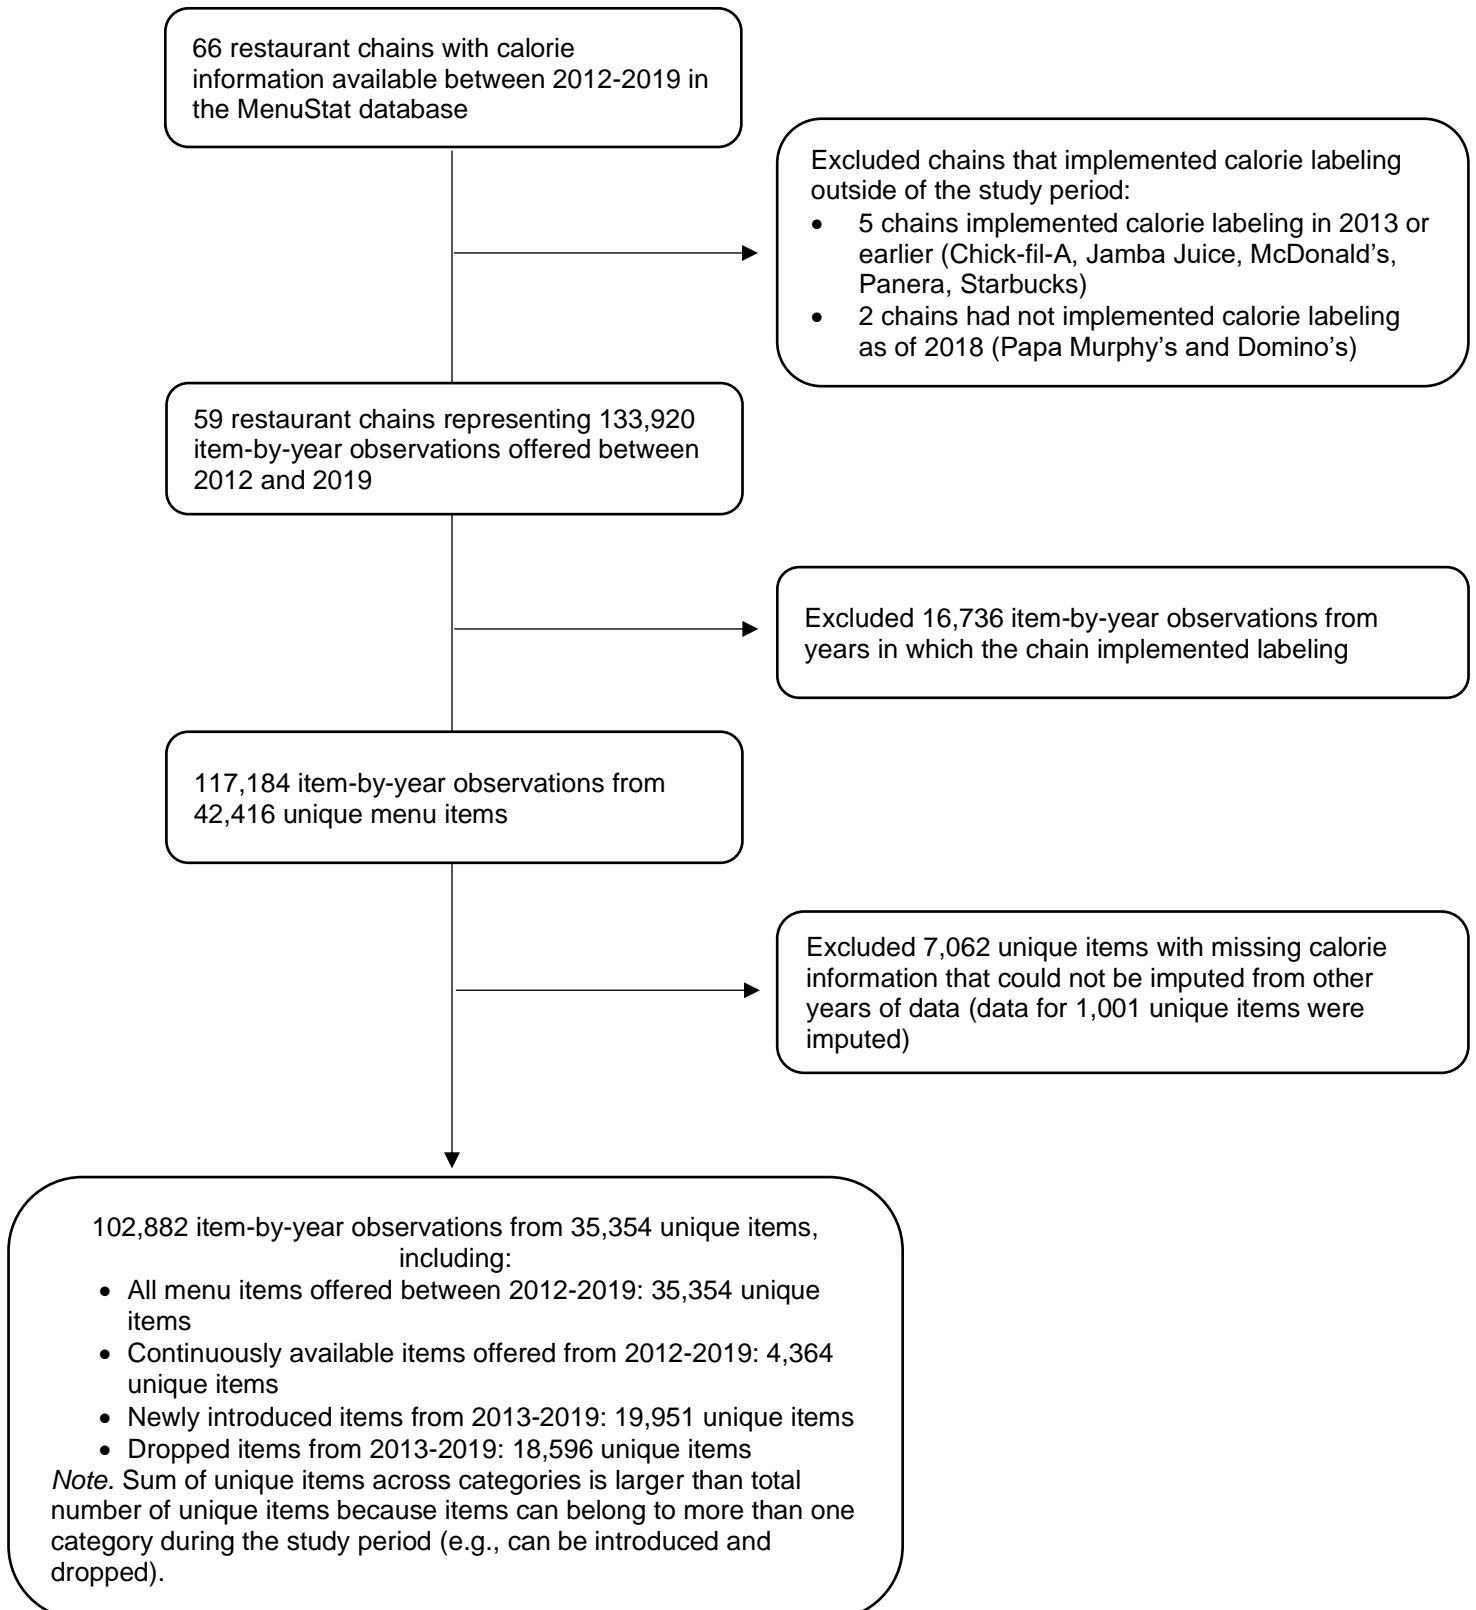 66 restaurant chains with calorie
information available between 2012-2019 in
the MenuStat database
Excluded chains that implemented calorie labeling
outside of the study period:
• 5 chains implemented calorie labeling in 2013 or
earlier (Chick-fil-A, Jamba Juice, McDonald’s,
Panera, Starbucks)
• 2 chains had not implemented calorie labeling
as of 2018 (Papa Murphy’s and Domino’s)
59 restaurant chains representing 133,920
item-by-year observations offered between
2012 and 2019
Excluded 16,736 item-by-year observations from
years in which the chain implemented labeling
117,184 item-by-year observations from
42,416 unique menu items
Excluded 7,062 unique items with missing calorie
information that could not be imputed from other
years of data (data for 1,001 unique items were
imputed)
102,882 item-by-year observations from 35,354 unique items,
including:
• All menu items offered between 2012-2019: 35,354 unique
items
• Continuously available items offered from 2012-2019: 4,364
unique items
• Newly introduced items from 2013-2019: 19,951 unique items
• Dropped items from 2013-2019: 18,596 unique items
Note. Sum of unique items across categories is larger than total
number of unique items because items can belong to more than one
category during the study period (e.g., can be introduced and
dropped).